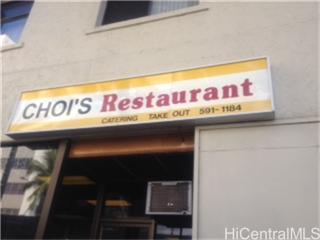 CHOI'S Restaurant
CATERING TAKE OUT 591-1184
HiCentralMLS